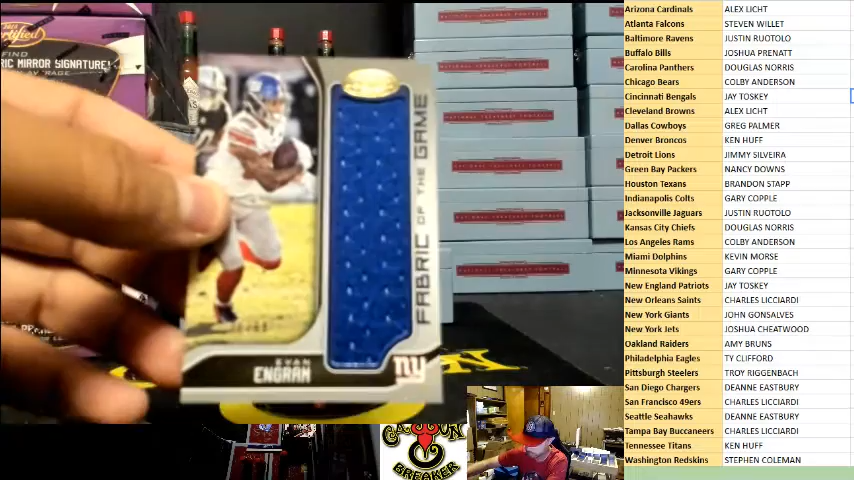 Certified
FIND
RIC MIRROR SIGNATURE!
FABRIC OF THE GAME
EVAN
ENGRAM
ny
BREAKER
Arizona Cardinals ALEX LICHT
Atlanta Falcons STEVEN WILLET
Baltimore Ravens JUSTIN RUOTOLO
Buffalo Bills JOSHUA PRENATT
Carolina Panthers DOUGLAS NORRIS
Chicago Bears COLBY ANDERSON
Cincinnati Bengals JAY TOSKEY
Cleveland Browns ALEX LICHT
Dallas Cowboys GREG PALMER
Denver Broncos KEN HUFF
Detroit Lions JIMMY SILVEIRA
Green Bay Packers NANCY DOWNS
Houston Texans BRANDON STAPP
Indianapolis Colts GARY COPPLE
Jacksonville Jaguars JUSTIN RUOTOLO
Kansas City Chiefs DOUGLAS NORRIS
Los Angeles Rams COLBY ANDERSON
Miami Dolphins KEVIN MORSE
Minnesota Vikings GARY COPPLE
New England Patriots JAY TOSKEY
New Orleans Saints CHARLES LICCIARDI
New York Giants JOHN GONSALVES
New York Jets JOSHUA CHEATWOOD
Oakland Raiders AMY BRUNS
Philadelphia Eagles TY CLIFFORD
Pittsburgh Steelers TROY RIGGENBACH
San Diego Chargers DEANNE EASTBURY
San Francisco 49ers CHARLES LICCIARDI
Seattle Seahawks DEANNE EASTBURY
Tampa Bay Buccaneers CHARLES LICCIARDI
Tennessee Titans KEN HUFF
Washington Redskins STEPHEN COLEMAN